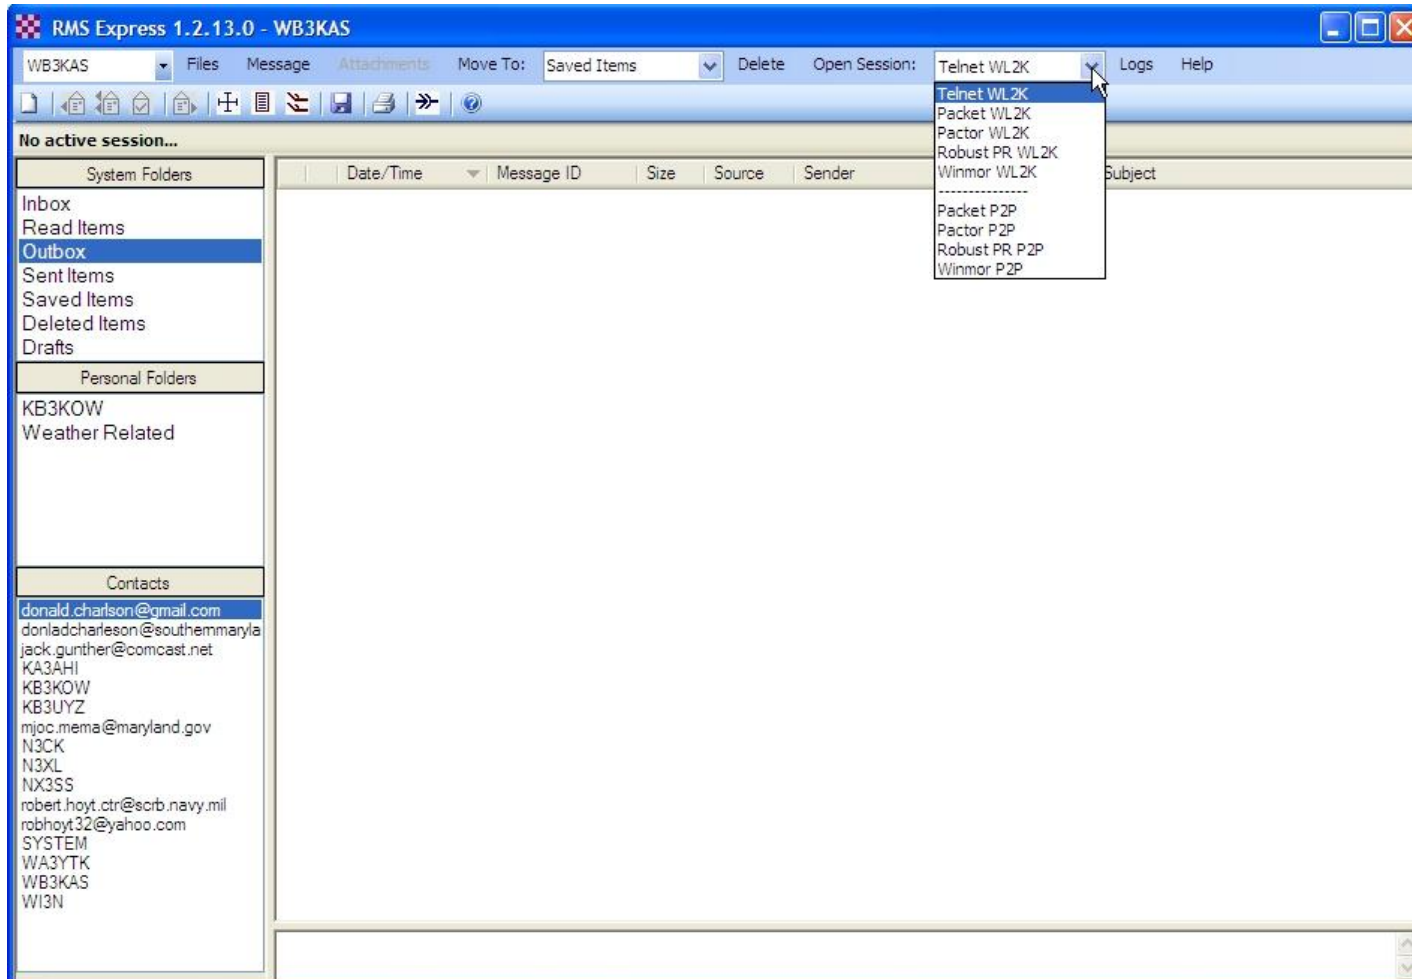 RMS Express 1.2.13.0 - WB3KAS
WB3KAS Files Message Attachments Move To: Saved Items Delete Open Session: Telnet WL2K Logs Help
Telnet WL2K
Packet WL2K
Pactor WL2K
Robust PR WL2K
Winmor WL2K
---------------
Packet P2P
Pactor P2P
Robust PR P2P
Winmor P2P
No active session...
System Folders
Date/Time Message ID Size Source Sender Subject
Inbox
Read Items
Outbox
Sent Items
Saved Items
Deleted Items
Drafts
Personal Folders
KB3KOW
Weather Related
Contacts
donald.charlson@gmail.com
donladcharleson@southernmaryla
jack.gunther@comcast.net
KA3AHI
KB3KOW
KB3UYZ
mjoc.mema@maryland.gov
N3CK
N3XL
NX3SS
robert.hoyt.ctr@scrb.navy.mil
robhoyt32@yahoo.com
SYSTEM
WA3YTK
WB3KAS
WI3N